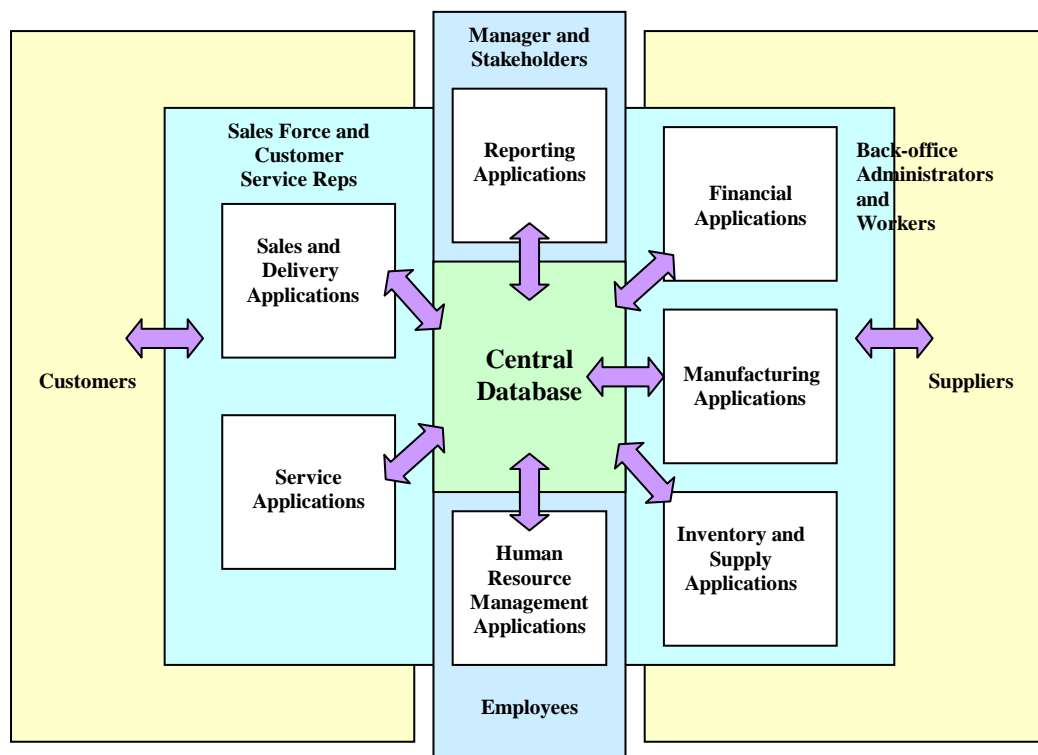 Manager and
Stakeholders
Reporting
Applications
Sales Force and
Customer
Service Reps
Sales and
Delivery
Applications
Service
Applications
Customers
Central
Database
Human
Resource
Management
Applications
Employees
Back-office
Administrators
and
Workers
Financial
Applications
Manufacturing
Applications
Inventory and
Supply
Applications
Suppliers